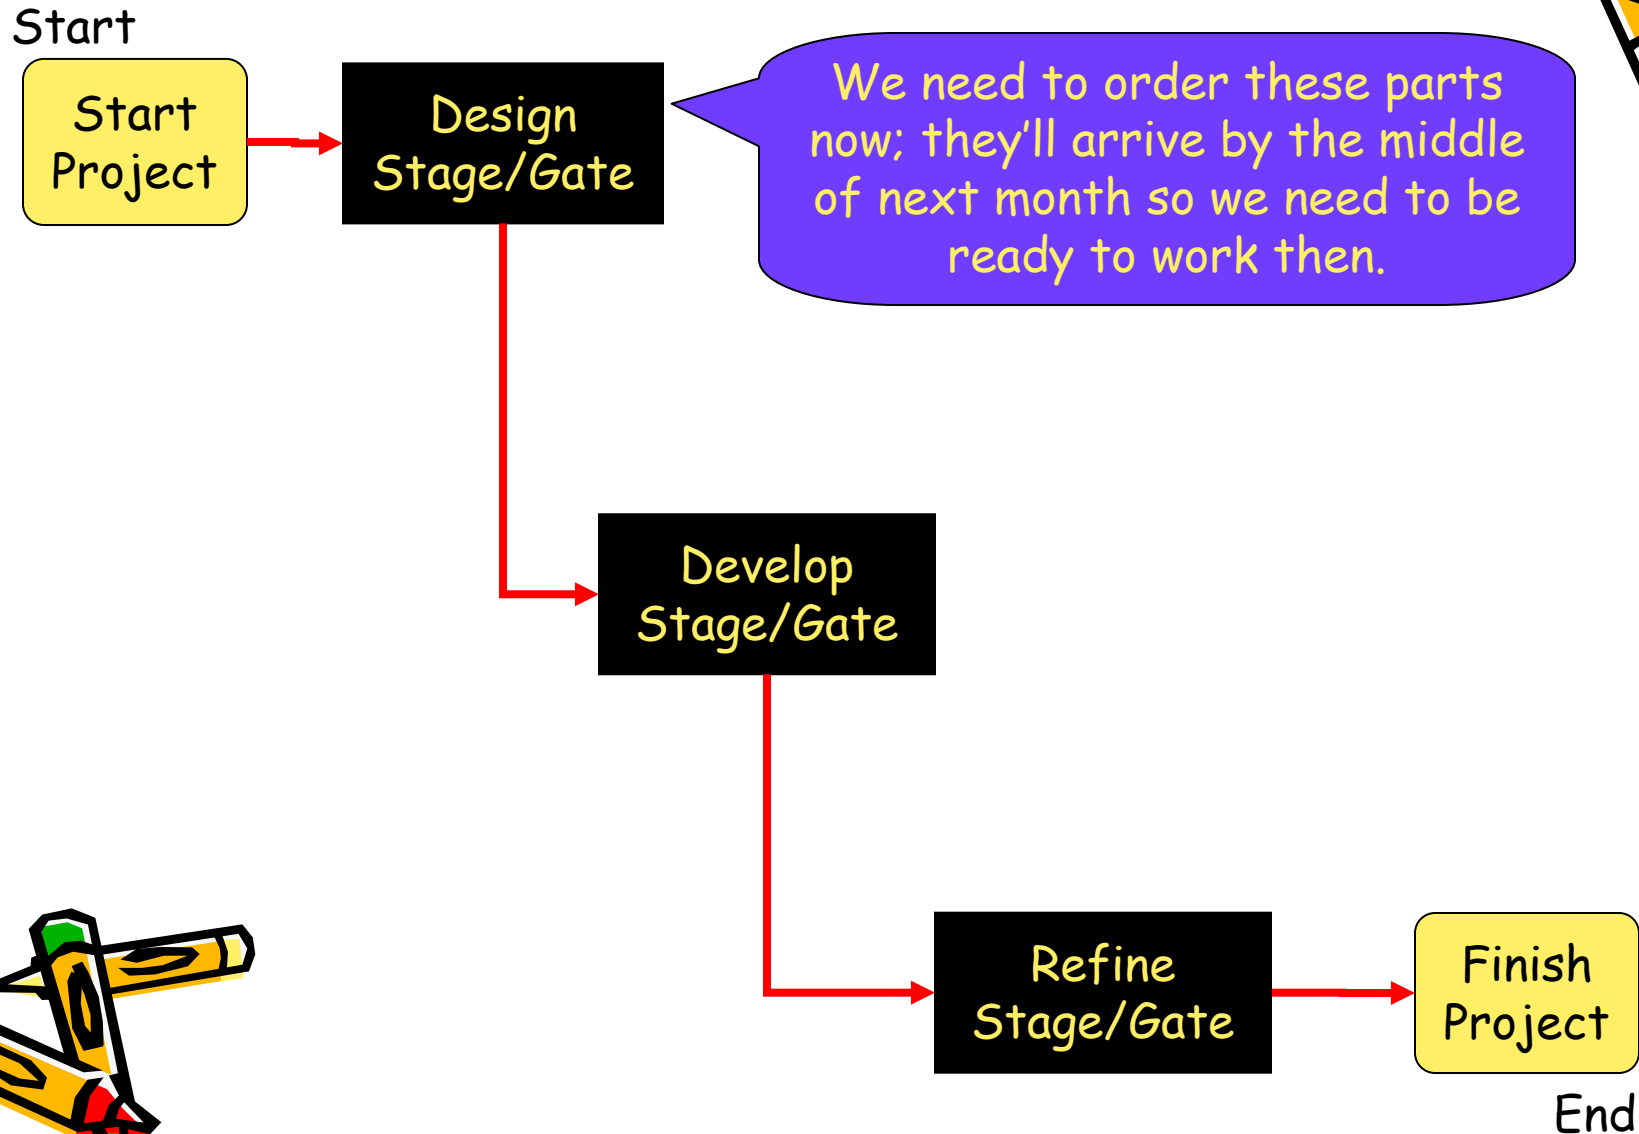 Start
Start
Project
Design
Stage/Gate
We need to order these parts
now; they’ll arrive by the middle
of next month so we need to be
ready to work then.
Develop
Stage/Gate
Refine
Stage/Gate
Finish
Project
End